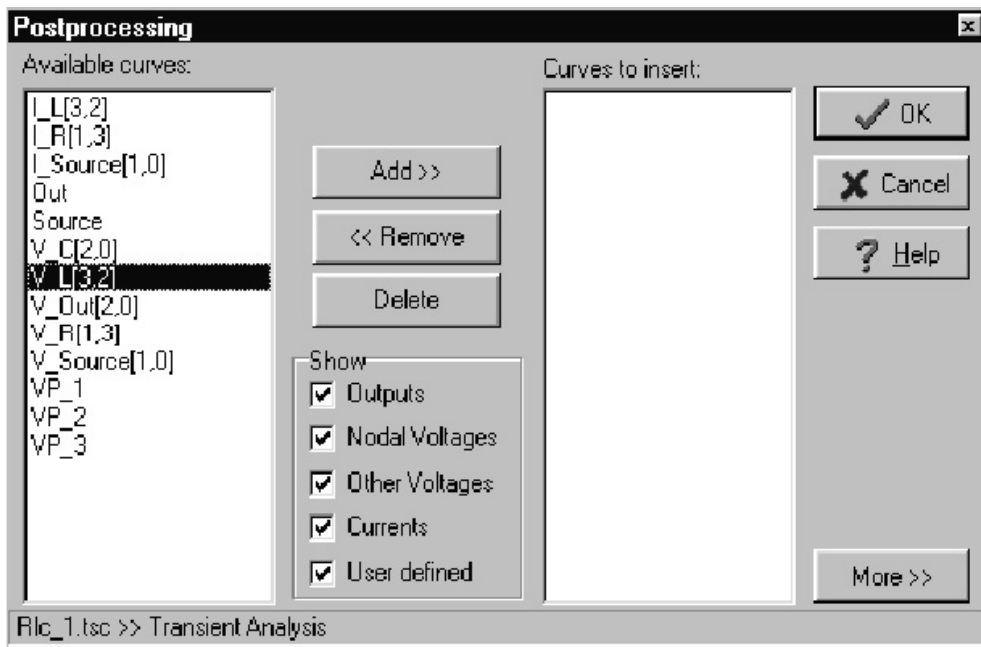 Postprocessing
Available curves:
I_L[3,2]
I_R[1,3]
I_Source[1,0]
Out
Source
V_C[2,0]
V_L[3,2]
V_Out[2,0]
V_R[1,3]
V_Source[1,0]
VP_1
VP_2
VP_3
Add >>
<< Remove
Delete
Show
Outputs
Nodal Voltages
Other Voltages
Currents
User defined
Curves to insert:
OK
Cancel
Help
More >>
Rlc_1.tsc >> Transient Analysis